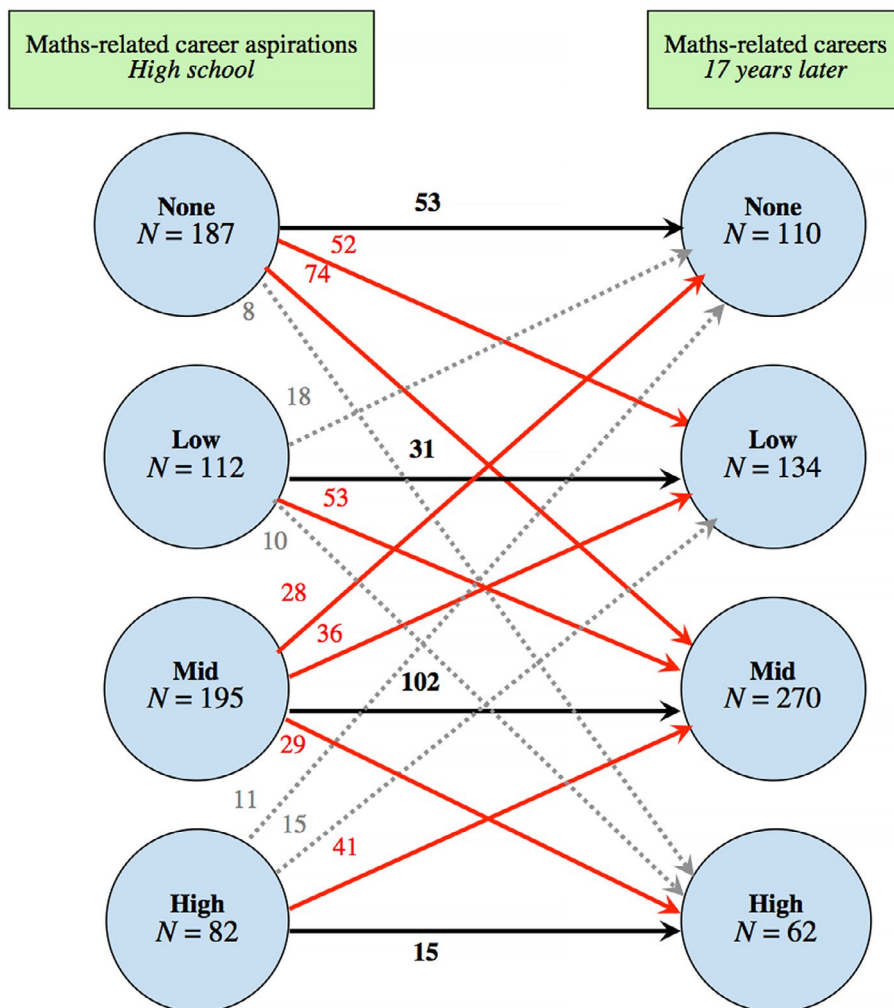 Maths-related career aspirations
High school
Maths-related careers
17 years later
None
N = 187
53
None
N = 110
52
74
8
18
Low
N = 112
31
Low
N = 134
53
10
28
36
Mid
N = 195
102
Mid
N = 270
29
11
15
41
High
N = 82
15
High
N = 62